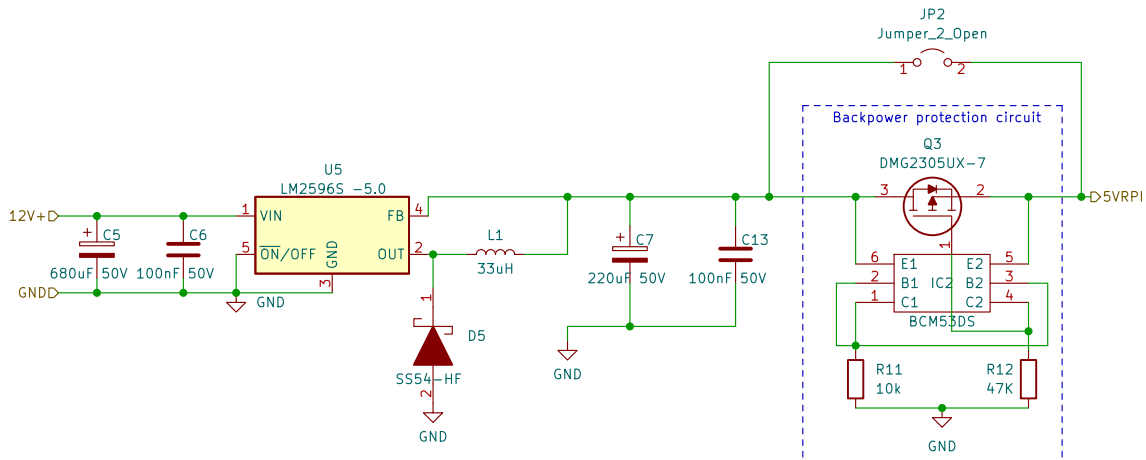 JP2
Jumper_2_Open
1
2
Backpower protection circuit
Q3
DMG2305UX-7
3
2
1
5VRPI
U5
LM2596S -5.0
12V+
1
VIN
FB
4
5
ON/OFF
GND
OUT
2
3
C5
680uF 50V
C6
100nF 50V
GND
GND
L1
33uH
C7
220uF 50V
C13
100nF 50V
GND
1
D5
SS54-HF
2
GND
6
E1
E2
5
2
B1
IC2
B2
3
1
C1
C2
4
BCM53DS
R11
10k
R12
47K
GND